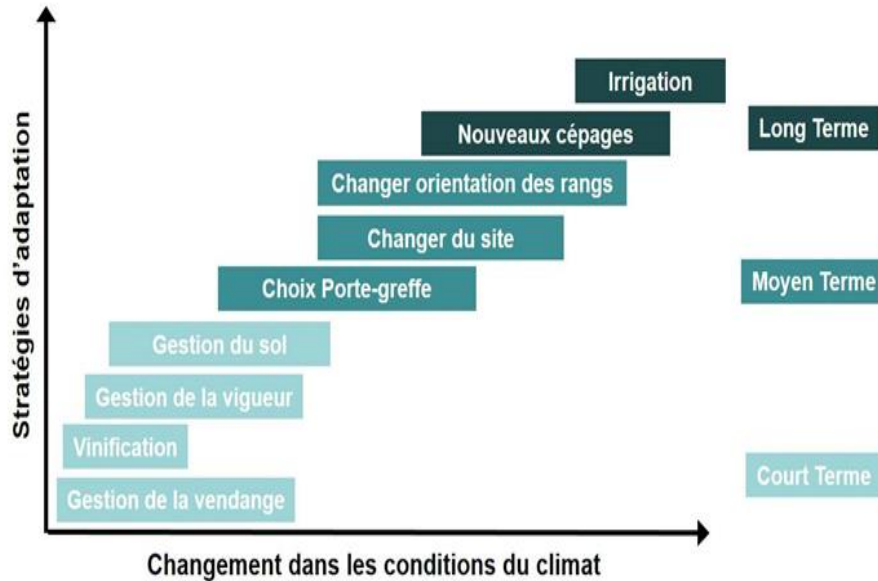 Stratégies d'adaptation
Irrigation
Nouveaux cépages
Long Terme
Changer orientation des rangs
Changer du site
Choix Porte-greffe
Moyen Terme
Gestion du sol
Gestion de la vigueur
Vinification
Gestion de la vendange
Court Terme
Changement dans les conditions du climat